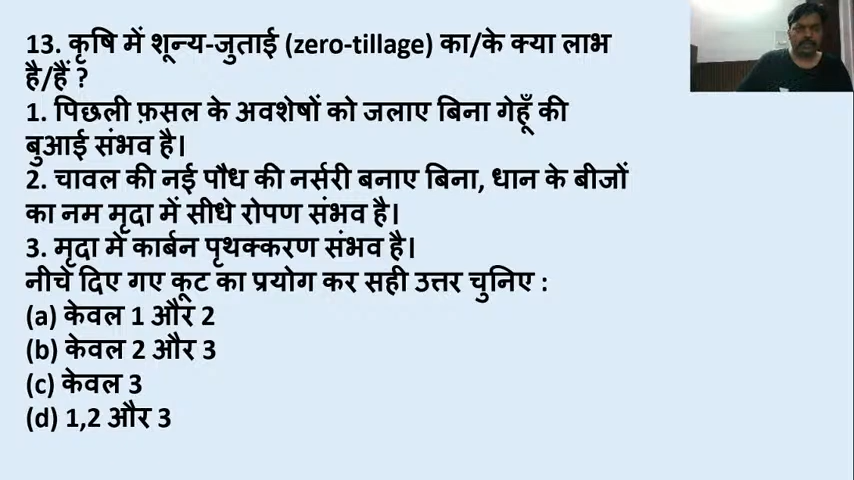 13. कृषि में शून्य-जुताई (zero-tillage) का/के क्या लाभ
है/हैं ?
1. पिछली फ़सल के अवशेषों को जलाए बिना गेहूँ की
बुआई संभव है।
2. चावल की नई पौध की नर्सरी बनाए बिना, धान के बीजों
का नम मृदा में सीधे रोपण संभव है।
3. मृदा में कार्बन पृथक्करण संभव है।
नीचे दिए गए कूट का प्रयोग कर सही उत्तर चुनिए :
(a) केवल 1 और 2
(b) केवल 2 और 3
(c) केवल 3
(d) 1,2 और 3